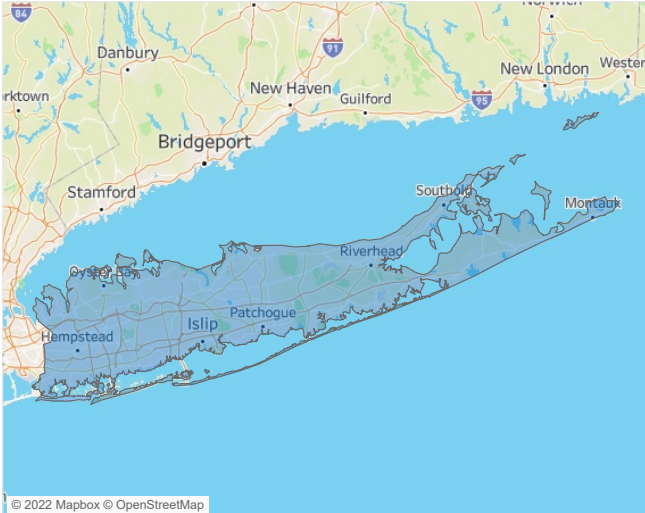 84
Norwich
Danbury
91
Wester
New London
rktown
New Haven
Guilford
95
Bridgeport
Stamford
Southold
Montauk
Riverhead
Oyster Bay
Patchogue
Islip
Hempstead
© 2022 Mapbox © OpenStreetMap